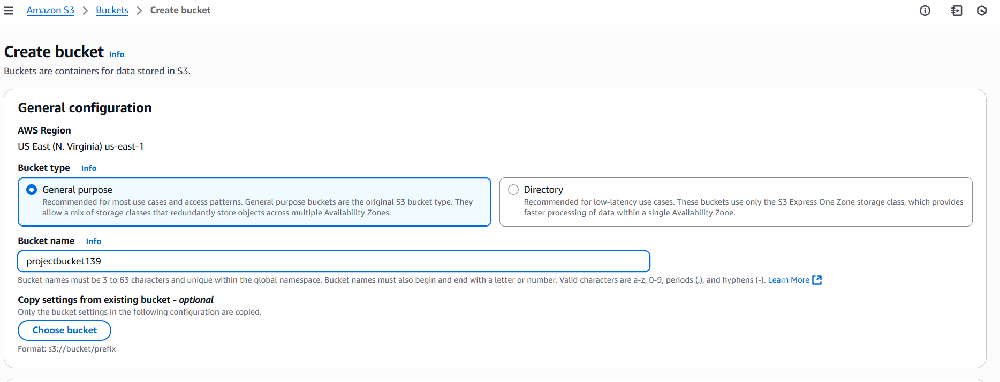 Amazon S3 > Buckets > Create bucket
Create bucket Info
Buckets are containers for data stored in S3.
General configuration
AWS Region
US East (N. Virginia) us-east-1
Bucket type Info
General purpose
Recommended for most use cases and access patterns. General purpose buckets are the original S3 bucket type. They
allow a mix of storage classes that redundantly store objects across multiple Availability Zones.
Directory
Recommended for low-latency use cases. These buckets use only the S3 Express One Zone storage class, which provides
faster processing of data within a single Availability Zone.
Bucket name Info
projectbucket139
Bucket names must be 3 to 63 characters and unique within the global namespace. Bucket names must also begin and end with a letter or number. Valid characters are a-z, 0-9, periods (.), and hyphens (-). Learn More
Copy settings from existing bucket - optional
Only the bucket settings in the following configuration are copied.
Choose bucket
Format: s3://bucket/prefix